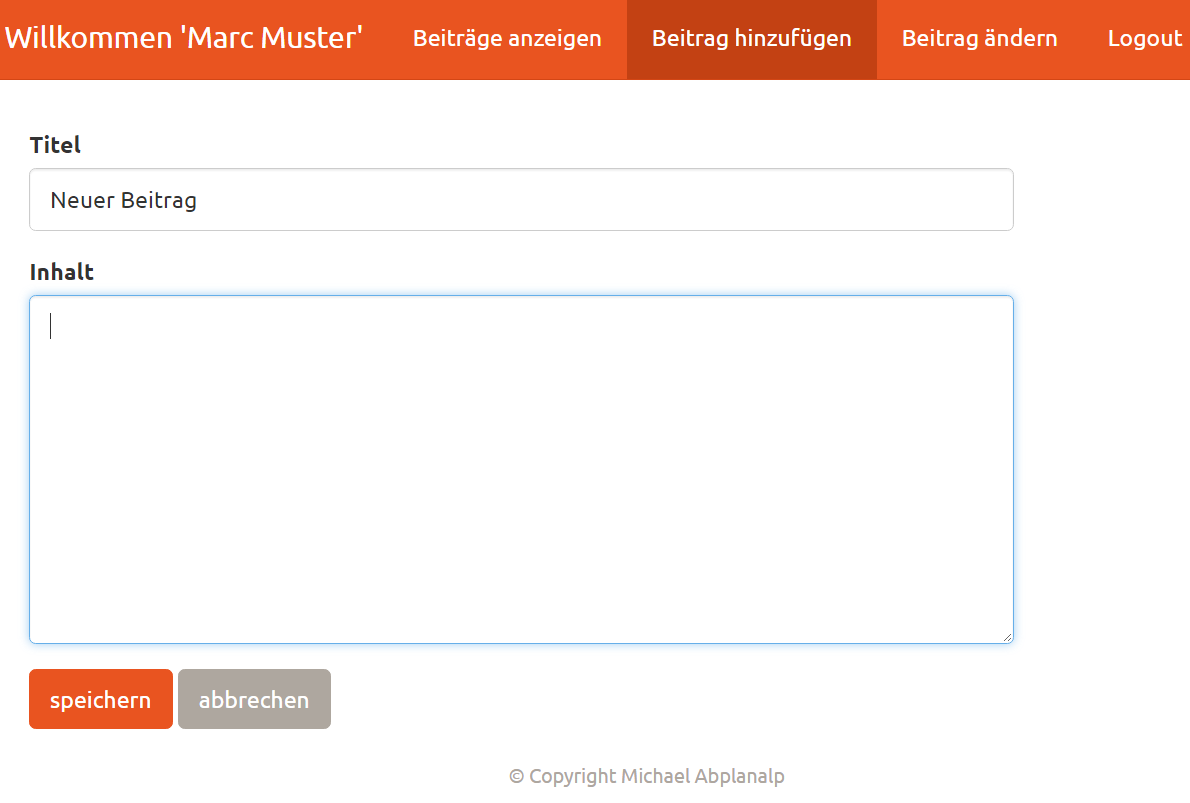 Willkommen 'Marc Muster' Beiträge anzeigen Beitrag hinzufügen Beitrag ändern Logout
Titel
Neuer Beitrag
Inhalt
speichern abbrechen
© Copyright Michael Abplanalp